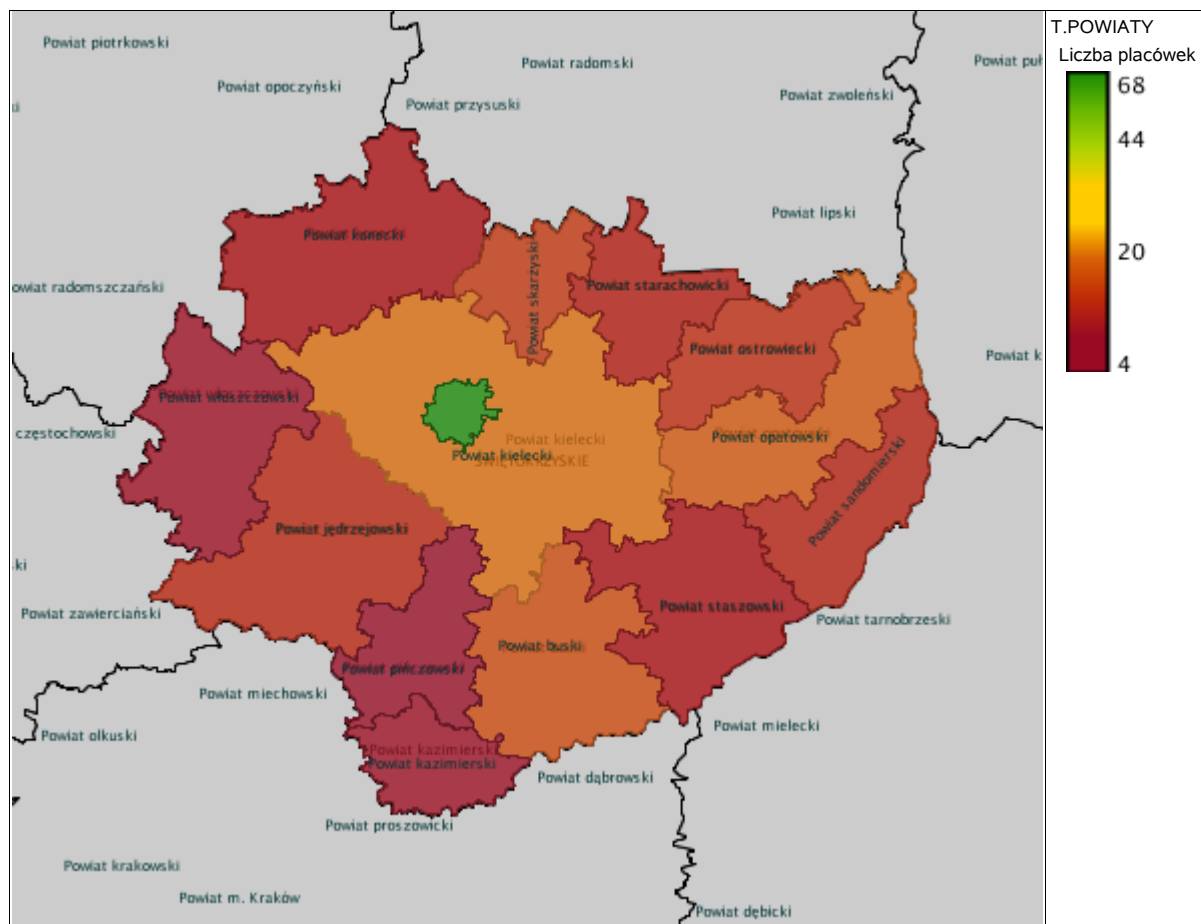 T.POWIATY
Liczba placówek
68
44
20
4
Powiat piotrkowski
Powiat radomski
Powiat opoczyński
Powiat przysuski
Powiat zwoleński
Powiat lipski
Powiat konecki
Powiat skarżyski
Powiat starachowicki
owiat radomszczański
Powiat ostrowiecki
Powiat k
Powiat włoszczowski
częstochowski
Powiat kielecki
Powiat kielecki
ŚWIĘTOKRZYSKIE
Powiat opatowski
Powiat sandomierski
Powiat jędrzejowski
ski
Powiat zawierciański
Powiat staszowski
Powiat tarnobrzeski
Powiat buski
Powiat pińczowski
Powiat miechowski
Powiat mielecki
Powiat olkuski
Powiat kazimierski
Powiat kazimierski
Powiat dąbrowski
Powiat proszowicki
Powiat krakowski
Powiat m. Kraków
Powiat dębicki